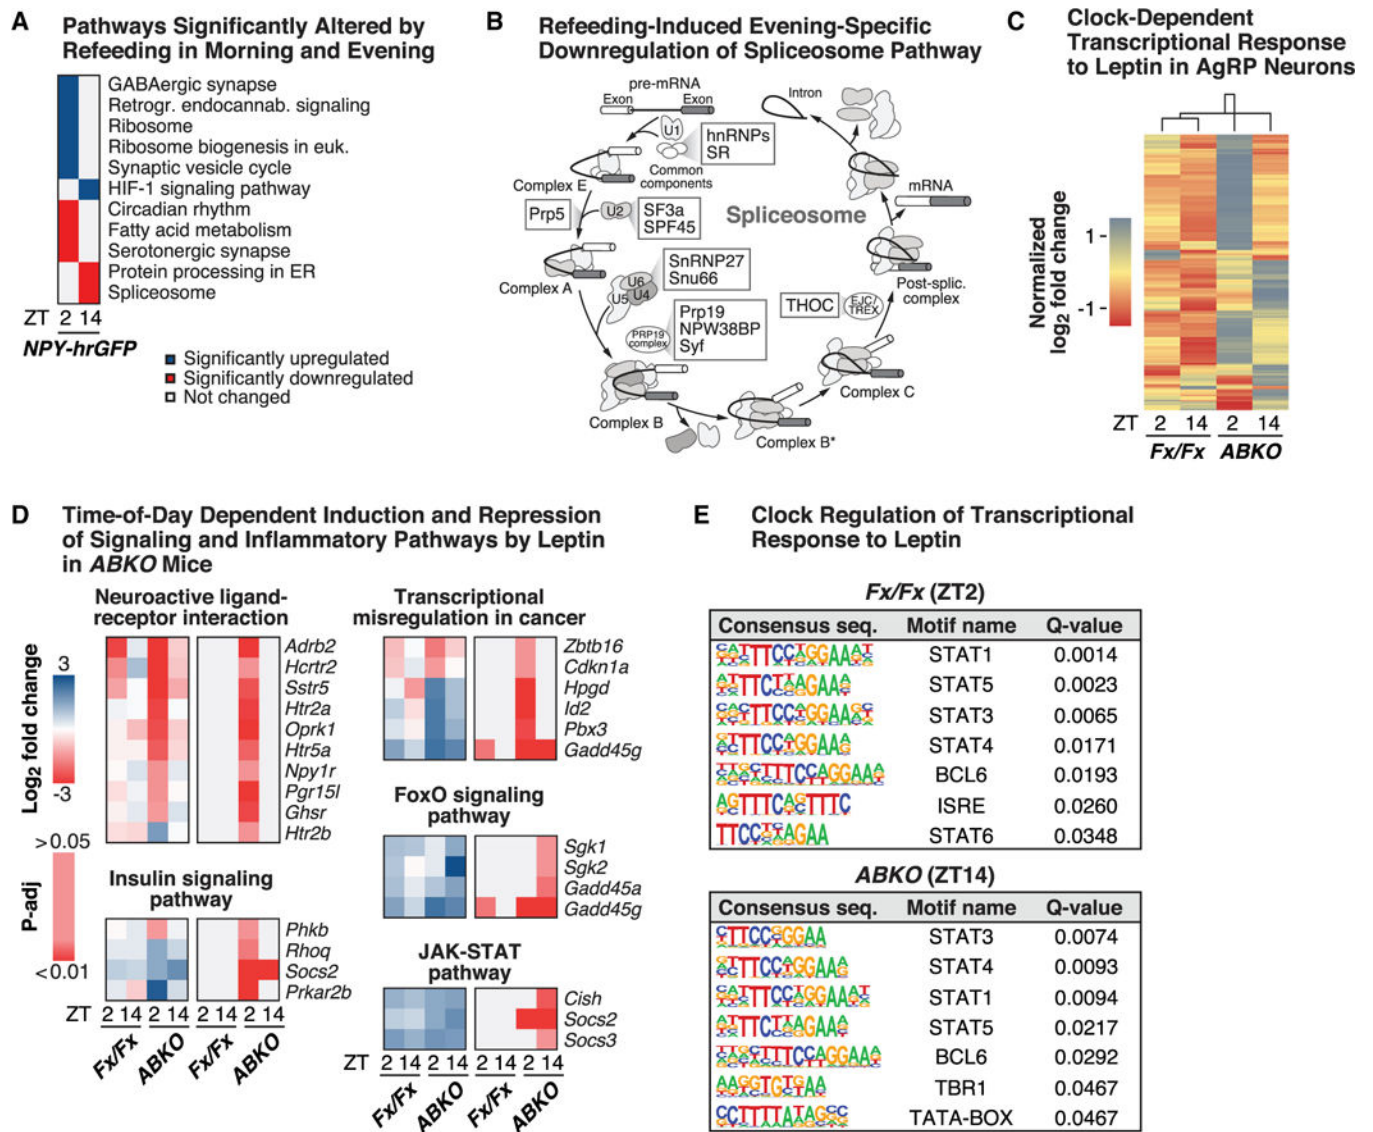 A
Pathways Significantly Altered by
Refeeding in Morning and Evening
GABAergic synapse
Retrogr. endocannab. signaling
Ribosome
Ribosome biogenesis in euk.
Synaptic vesicle cycle
HIF-1 signaling pathway
Circadian rhythm
Fatty acid metabolism
Serotonergic synapse
Protein processing in ER
Spliceosome
ZT 2 14
NPY-hrGFP
Significantly upregulated
Significantly downregulated
Not changed
B
Refeeding-Induced Evening-Specific
Downregulation of Spliceosome Pathway
pre-mRNA
Exon Exon
U1
hnRNPs
SR
Common
components
Complex E
Prp5
U2
SF3a
SPF45
Complex A
U6
U5 U4
SnRNP27
Snu66
PRP19
complex
Prp19
NPW38BP
Syf
Complex B
Complex B*
Complex C
THOC
EJC/
TREX
Post-splic.
complex
mRNA
Intron
Spliceosome
C
Clock-Dependent
Transcriptional Response
to Leptin in AgRP Neurons
Normalized
log2 fold change
1
-1
ZT 2 14 2 14
Fx/Fx ABKO
D
Time-of-Day Dependent Induction and Repression
of Signaling and Inflammatory Pathways by Leptin
in ABKO Mice
Log2 fold change
3
-3
P-adj
>0.05
<0.01
Neuroactive ligand-
receptor interaction
Adrb2
Hcrtr2
Sstr5
Htr2a
Oprk1
Htr5a
Npy1r
Pgr15l
Ghsr
Htr2b
Insulin signaling
pathway
Phkb
Rhoq
Socs2
Prkar2b
ZT 2 14 2 14 2 14 2 14
Fx/Fx ABKO Fx/Fx ABKO
Transcriptional
misregulation in cancer
Zbtb16
Cdkn1a
Hpgd
Id2
Pbx3
Gadd45g
FoxO signaling
pathway
Sgk1
Sgk2
Gadd45a
Gadd45g
JAK-STAT
pathway
Cish
Socs2
Socs3
ZT 2 14 2 14 2 14 2 14
Fx/Fx ABKO Fx/Fx ABKO
E
Clock Regulation of Transcriptional
Response to Leptin
Fx/Fx (ZT2)
Consensus seq. Motif name Q-value
STAT1 0.0014
STAT5 0.0023
STAT3 0.0065
STAT4 0.0171
BCL6 0.0193
ISRE 0.0260
STAT6 0.0348
ABKO (ZT14)
Consensus seq. Motif name Q-value
STAT3 0.0074
STAT4 0.0093
STAT1 0.0094
STAT5 0.0217
BCL6 0.0292
TBR1 0.0467
TATA-BOX 0.0467